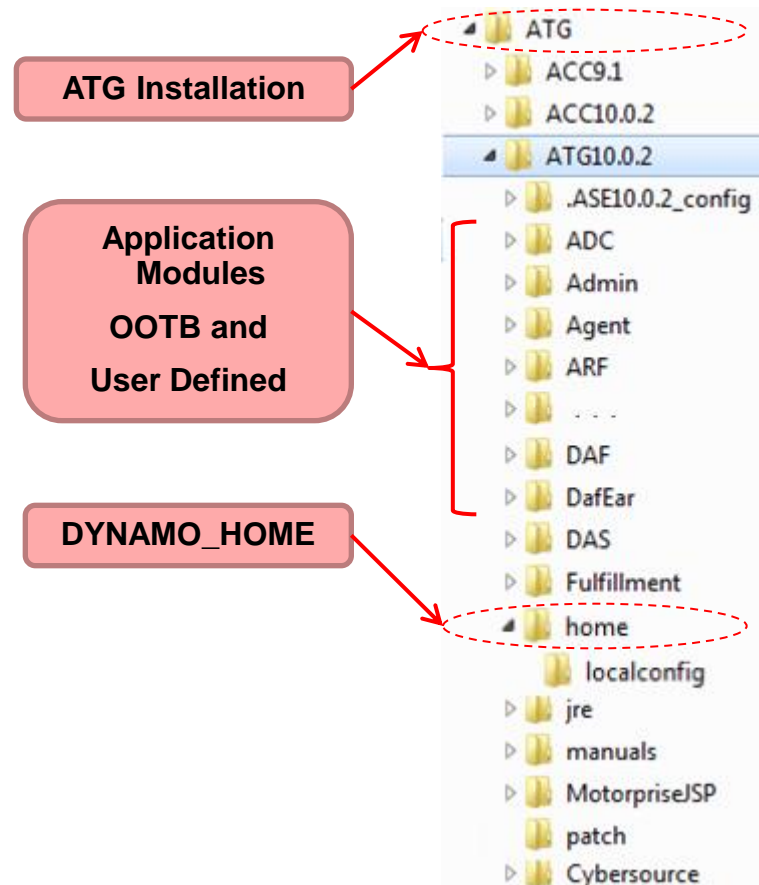 ATG Installation
Application
Modules
OOTB and
User Defined
DYNAMO_HOME
ATG
ACC9.1
ACC10.0.2
ATG10.0.2
.ASE10.0.2_config
ADC
Admin
Agent
ARF
. . .
DAF
DafEar
DAS
Fulfillment
home
localconfig
jre
manuals
MotorpriseJSP
patch
Cybersource